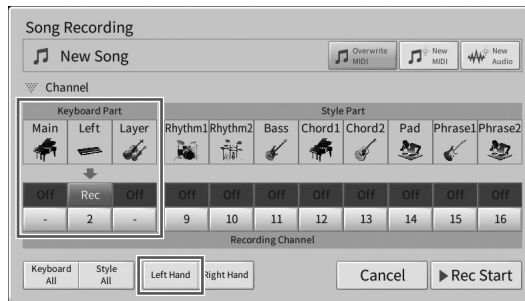 Song Recording
New Song
Overwrite MIDI
New MIDI
New Audio
Channel
Keyboard Part
Style Part
Main Left Layer Rhythm1 Rhythm2 Bass Chord1 Chord2 Pad Phrase1 Phrase2
Off Rec Off Off Off Off Off Off Off Off Off
- 2 - 9 10 11 12 13 14 15 16
Recording Channel
Keyboard All
Style All
Left Hand
Right Hand
Cancel
Rec Start